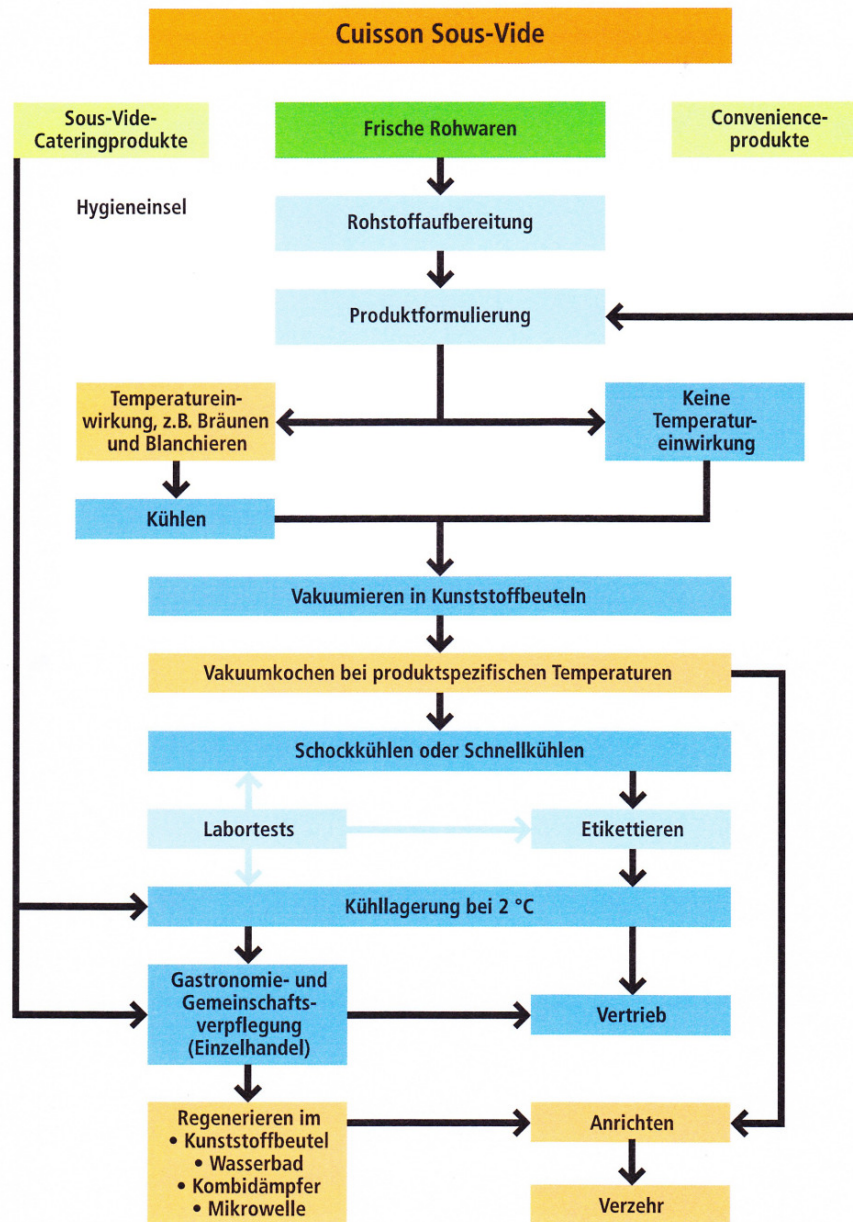 Cuisson Sous-Vide
Sous-Vide-
Cateringprodukte
Frische Rohwaren
Convenience-
produkte
Hygieneinsel
Rohstoffaufbereitung
Produktformulierung
Temperaturein-
wirkung, z.B. Bräunen
und Blanchieren
Keine
Temperatur-
einwirkung
Kühlen
Vakuumieren in Kunststoffbeuteln
Vakuumkochen bei produktspezifischen Temperaturen
Schockkühlen oder Schnellkühlen
Labortests
Etikettieren
Kühllagerung bei 2 °C
Gastronomie- und
Gemeinschafts-
verpflegung
(Einzelhandel)
Vertrieb
Regenerieren im
• Kunststoffbeutel
• Wasserbad
• Kombidämpfer
• Mikrowelle
Anrichten
Verzehr